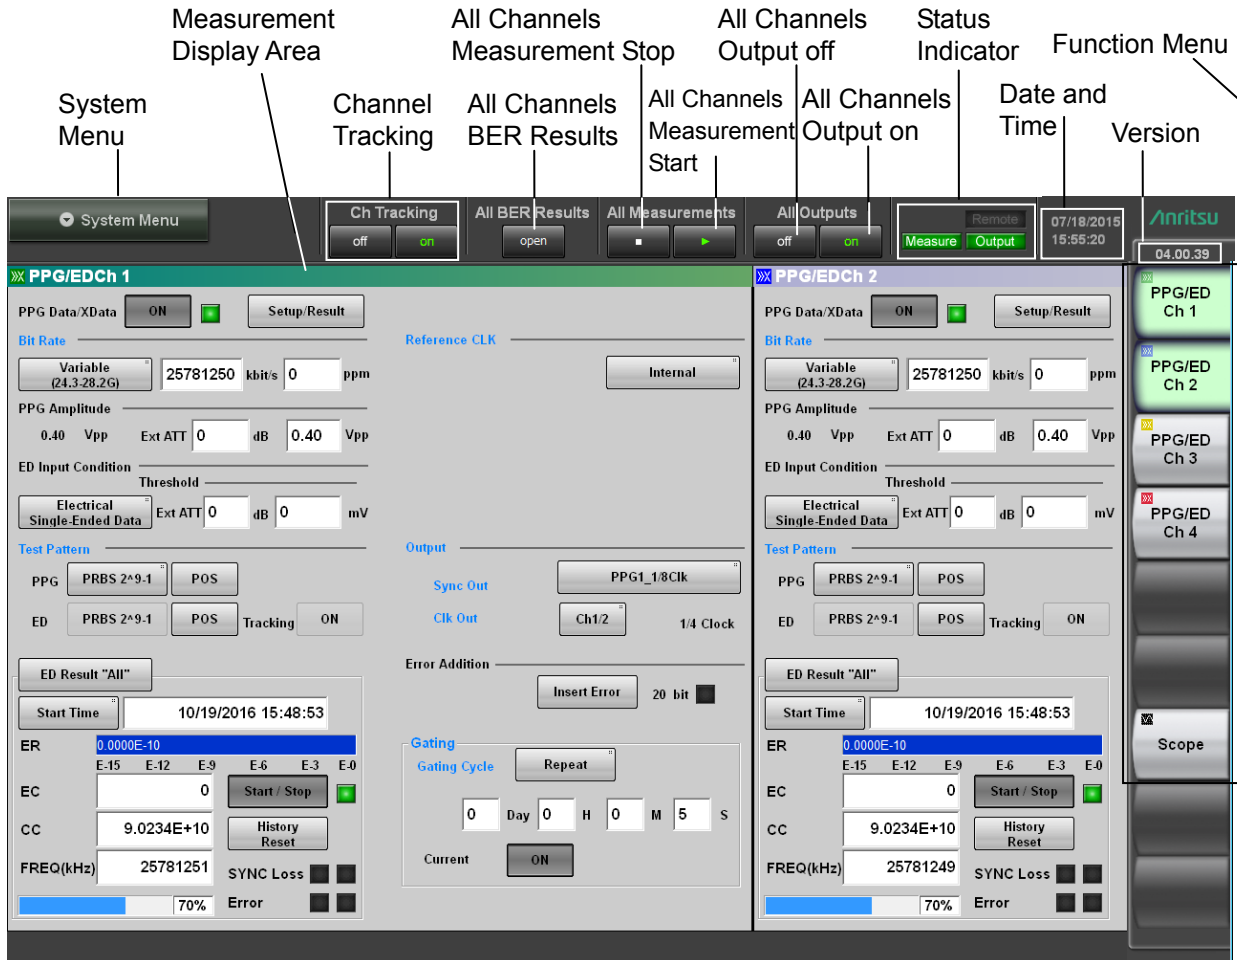 Measurement
Display Area
All Channels
Measurement Stop
All Channels
Output off
Status
Indicator
Function Menu
System
Menu
Channel
Tracking
All Channels
BER Results
All Channels
Measurement
Start
All Channels
Output on
Date and
Time
Version
System Menu
Ch Tracking
off on
All BER Results
open
All Measurements
All Outputs
off on
Remote
Measure Output
07/18/2015
15:55:20
Anritsu
04.00.39
PPG/EDCh 1
PPG Data/XData ON Setup/Result
Bit Rate
Variable
(24.3-28.2G)
25781250 kbit/s 0 ppm
PPG Amplitude
0.40 Vpp Ext ATT 0 dB 0.40 Vpp
ED Input Condition
Threshold
Electrical
Single-Ended Data
Ext ATT 0 dB 0 mV
Test Pattern
PPG PRBS 2^9-1 POS
ED PRBS 2^9-1 POS Tracking ON
ED Result "All"
Start Time 10/19/2016 15:48:53
ER 0.0000E-10
E-15 E-12 E-9 E-6 E-3 E-0
EC 0 Start / Stop
CC 9.0234E+10 History
Reset
FREQ(kHz) 25781251 SYNC Loss
70% Error
Reference CLK
Internal
Output
Sync Out PPG1_1/8Clk
Clk Out Ch1/2 1/4 Clock
Error Addition
Insert Error 20 bit
Gating
Gating Cycle Repeat
0 Day 0 H 0 M 5 S
Current ON
PPG/EDCh 2
PPG Data/XData ON Setup/Result
Bit Rate
Variable
(24.3-28.2G)
25781250 kbit/s 0 ppm
PPG Amplitude
0.40 Vpp Ext ATT 0 dB 0.40 Vpp
ED Input Condition
Threshold
Electrical
Single-Ended Data
Ext ATT 0 dB 0 mV
Test Pattern
PPG PRBS 2^9-1 POS
ED PRBS 2^9-1 POS Tracking ON
ED Result "All"
Start Time 10/19/2016 15:48:53
ER 0.0000E-10
E-15 E-12 E-9 E-6 E-3 E-0
EC 0 Start / Stop
CC 9.0234E+10 History
Reset
FREQ(kHz) 25781249 SYNC Loss
70% Error
PPG/ED
Ch 1
PPG/ED
Ch 2
PPG/ED
Ch 3
PPG/ED
Ch 4
Scope